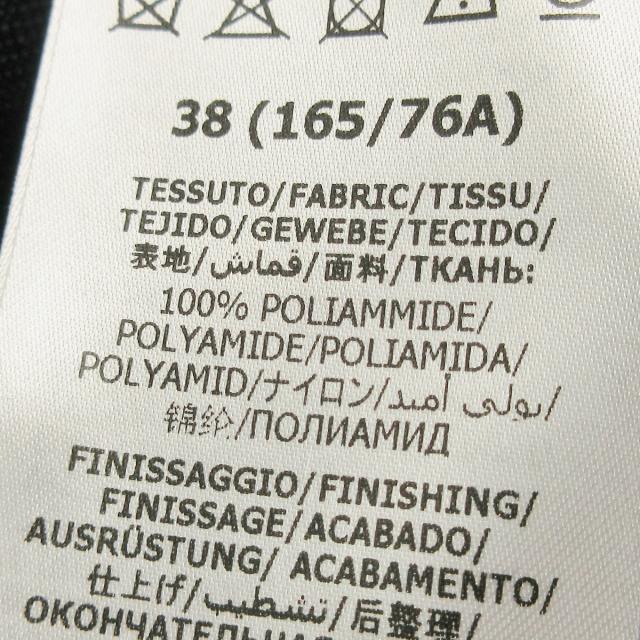 38 (165/76A)
TESSUTO/FABRIC/TISSU/
TEJIDO/GEWEBE/TECIDO/
表地/قماش/面料/ТКАНЬ:
100% POLIAMMIDE/
POLYAMIDE/POLIAMIDA/
POLYAMID/ナイロン/بولي أميد/
锦纶/ПОЛИАМИД
FINISSAGGIO/FINISHING/
FINISSAGE/ACABADO/
AUSRÜSTUNG/ ACABAMENTO/
仕上げ/تشطيب/后整理/